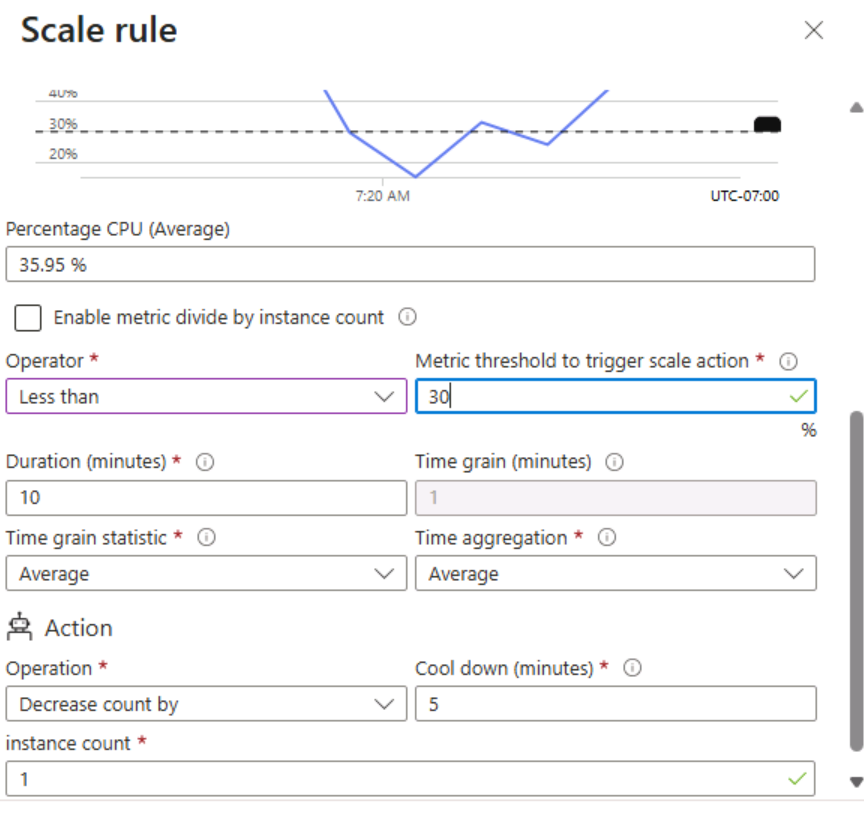 Scale rule
40%
30%
20%
7:20 AM UTC-07:00
Percentage CPU (Average)
35.95 %
Enable metric divide by instance count
Operator * Metric threshold to trigger scale action *
Less than 30
%
Duration (minutes) * Time grain (minutes)
10 1
Time grain statistic * Time aggregation *
Average Average
Action
Operation * Cool down (minutes) *
Decrease count by 5
instance count *
1